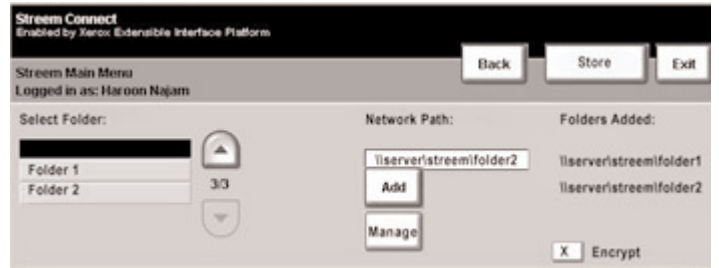 Streem Connect
Enabled by Xerox Extensible Interface Platform
Back
Store
Exit
Streem Main Menu
Logged in as: Haroon Najam
Select Folder:
Network Path:
Folders Added:
Folder 1
Folder 2
3/3
\\server\streem\folder2
Add
Manage
\\server\streem\folder1
\\server\streem\folder2
X Encrypt